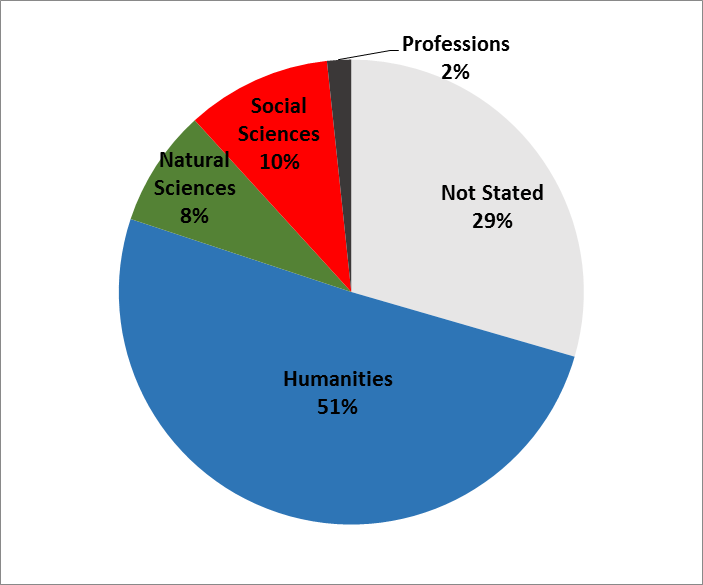 Professions
2%
Social
Sciences
10%
Natural
Sciences
8%
Not Stated
29%
Humanities
51%